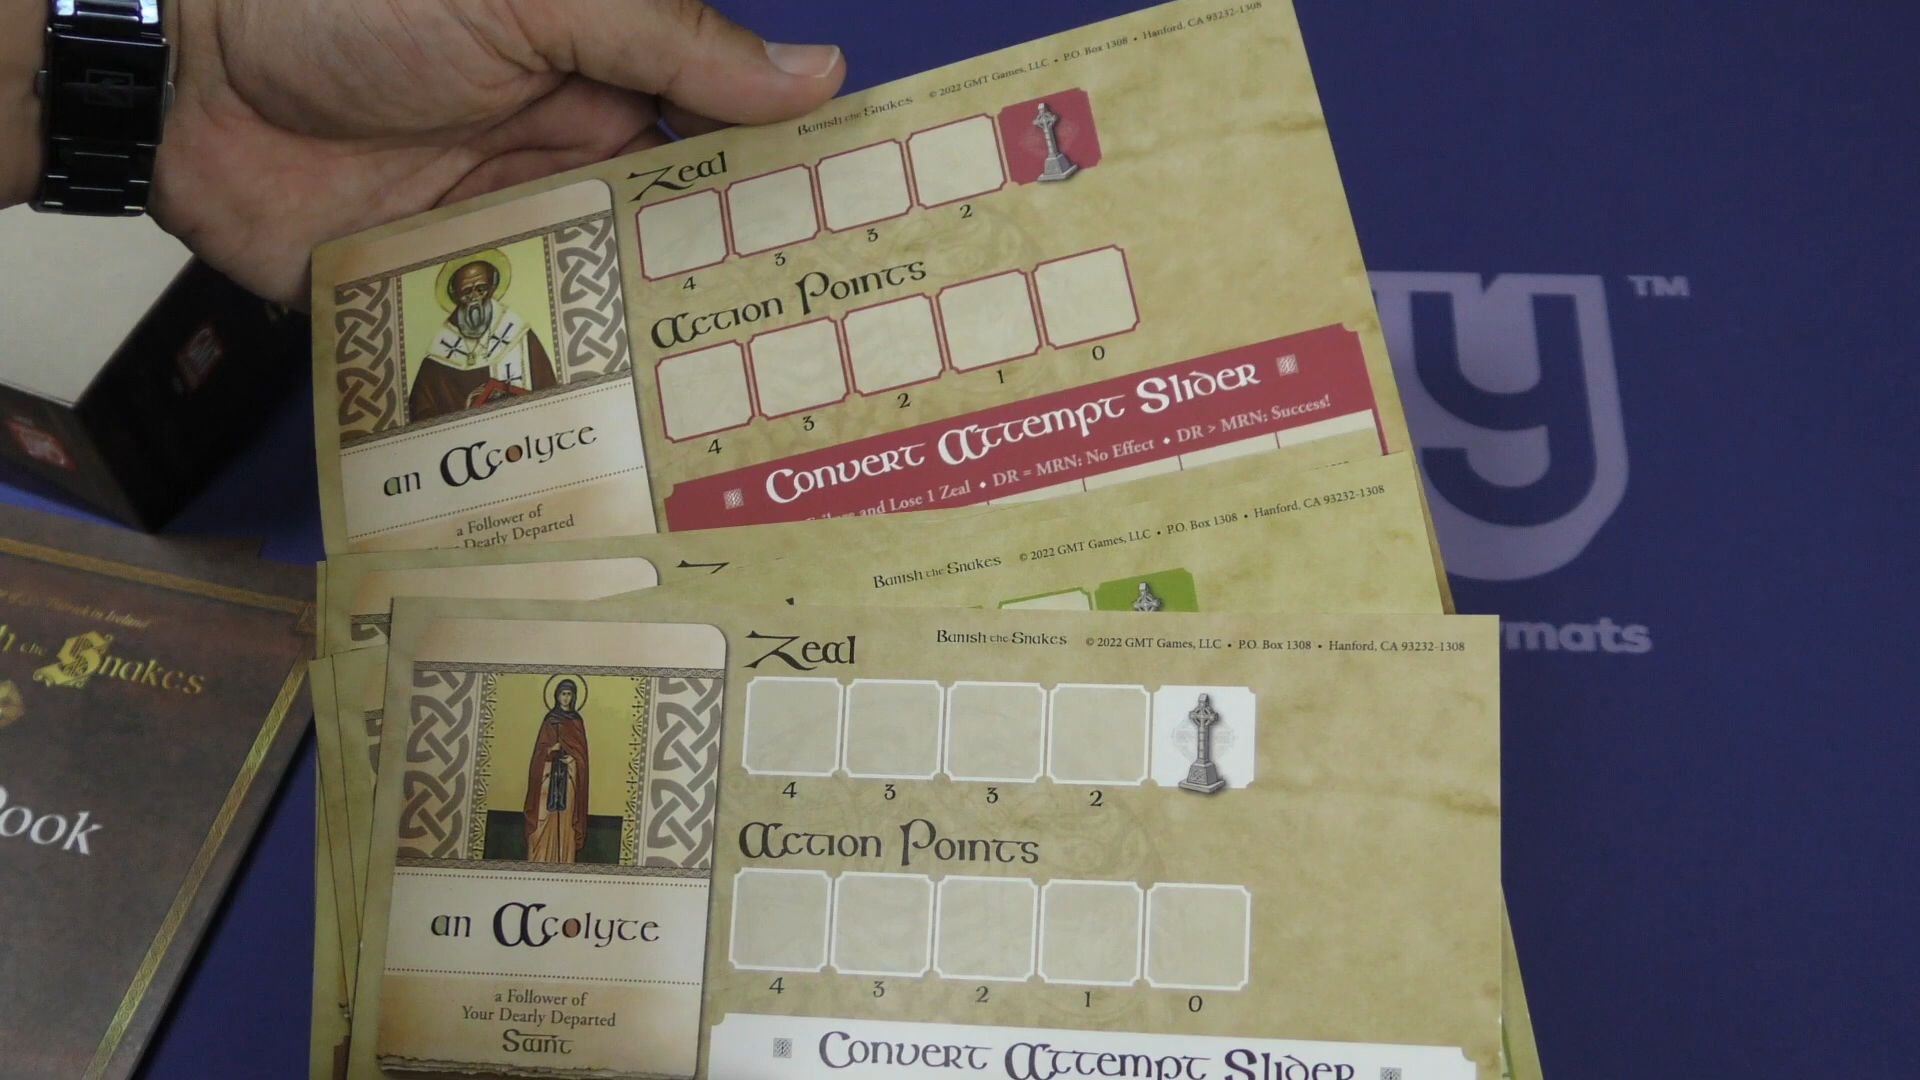 Banish the Snakes © 2022 GMT Games, LLC • P.O. Box 1308 • Hanford, CA 93232-1308
Zeal
4 3 3 2
Action Points
4 3 2 1 0
Convert Attempt Slider
and Lose 1 Zeal ⬥ DR = MRN: No Effect ⬥ DR > MRN: Success!
an Acolyte
a Follower of
Dearly Departed
Banish the Snakes © 2022 GMT Games, LLC • P.O. Box 1308 • Hanford, CA 93232-1308
Zeal
Banish the Snakes © 2022 GMT Games, LLC • P.O. Box 1308 • Hanford, CA 93232-1308
4 3 3 2
Action Points
4 3 2 1 0
an Acolyte
a Follower of
Your Dearly Departed
Saint
Convert Attempt Slider
the Snakes
ook
y ™
mats
GMT